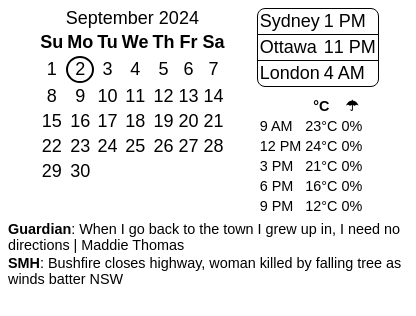 September 2024
Su Mo Tu We Th Fr Sa
1 2 3 4 5 6 7
8 9 10 11 12 13 14
15 16 17 18 19 20 21
22 23 24 25 26 27 28
29 30
Sydney 1 PM
Ottawa 11 PM
London 4 AM
°C ☂
9 AM 23°C 0%
12 PM 24°C 0%
3 PM 21°C 0%
6 PM 16°C 0%
9 PM 12°C 0%
Guardian: When I go back to the town I grew up in, I need no
directions | Maddie Thomas
SMH: Bushfire closes highway, woman killed by falling tree as
winds batter NSW